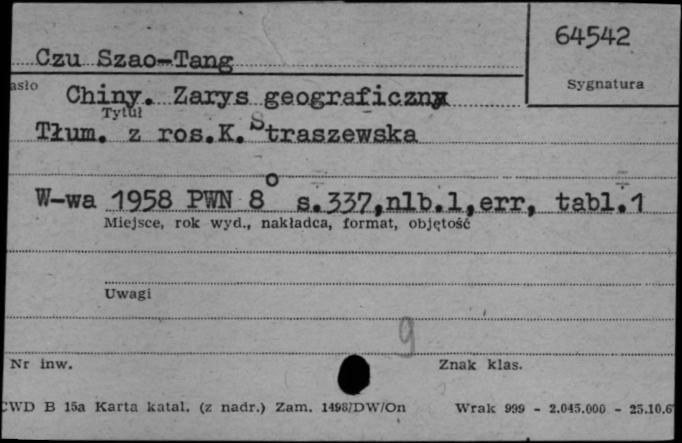 64542
Czu Szao-Tang
Sygnatura
asło
Chiny. Zarys geograficzny
Tytuł
Tłum. z ros.K. Straszewska
W-wa 1958 PWN 8° s.337,nlb.1,err, tabl.1
Miejsce, rok wyd., nakładca, format, objętość
Uwagi
9
Nr inw.
Znak klas.
CWD B 15a Karta katal. (z nadr.) Zam. 1498/DW/On Wrak 999 - 2.045.000 - 25.10.6